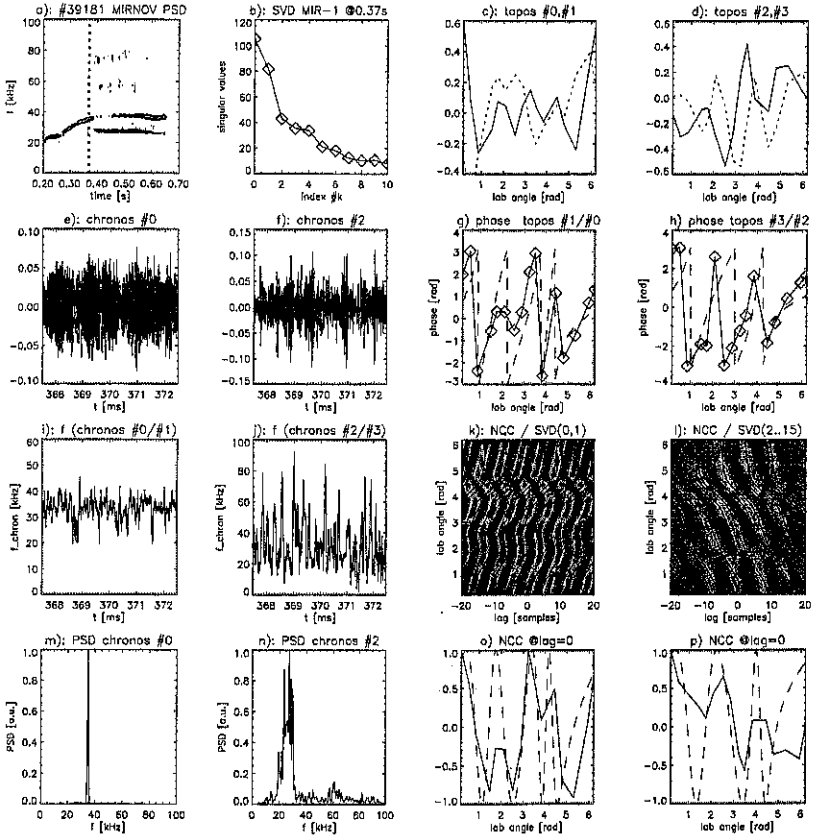 a): #39181 MIRNOV PSD
b): SVD MIR-1 @0.37s
c): topos #0,#1
d): topos #2,#3
f [kHz]
100
80
60
40
20
0
0.20 0.30 0.40 0.50 0.60 0.70
time [s]
singular values
120
100
80
60
40
20
0
0 2 4 6 8 10
index #k
0.6
0.4
0.2
0.0
-0.2
-0.4
1 2 3 4 5 6
lab angle [rad]
0.6
0.4
0.2
0.0
-0.2
-0.4
-0.6
1 2 3 4 5 6
lab angle [rad]
e): chronos #0
f): chronos #2
g) phase topos #1/#0
h) phase topos #3/#2
0.10
0.05
0.00
-0.05
-0.10
368 369 370 371 372
t [ms]
0.15
0.10
0.05
0.00
-0.05
-0.10
-0.15
368 369 370 371 372
t [ms]
phase [rad]
4
3
2
1
0
-1
-2
-3
1 2 3 4 5 6
lab angle [rad]
phase [rad]
4
2
0
-2
-4
1 2 3 4 5 6
lab angle [rad]
i): f (chronos #0/#1)
j): f (chronos #2/#3)
k): NCC / SVD(0,1)
l): NCC / SVD(2..15)
f_chron [kHz]
60
50
40
30
20
10
0
368 369 370 371 372
t [ms]
f_chron [kHz]
100
80
60
40
20
0
368 369 370 371 372
t [ms]
lab angle [rad]
6
5
4
3
2
1
-20 -10 0 10 20
lag [samples]
lab angle [rad]
6
5
4
3
2
1
-20 -10 0 10 20
log [samples]
m): PSD chronos #0
n): PSD chronos #2
o) NCC @lag=0
p) NCC @lag=0
PSD [a.u.]
1.0
0.8
0.6
0.4
0.2
0.0
0 20 40 60 80 100
f [kHz]
PSD [a.u.]
1.0
0.8
0.6
0.4
0.2
0.0
0 20 40 60 80 100
f [kHz]
1.0
0.5
0.0
-0.5
-1.0
1 2 3 4 5 6
lab angle [rad]
1.0
0.5
0.0
-0.5
-1.0
1 2 3 4 5 6
lab angle [rad]